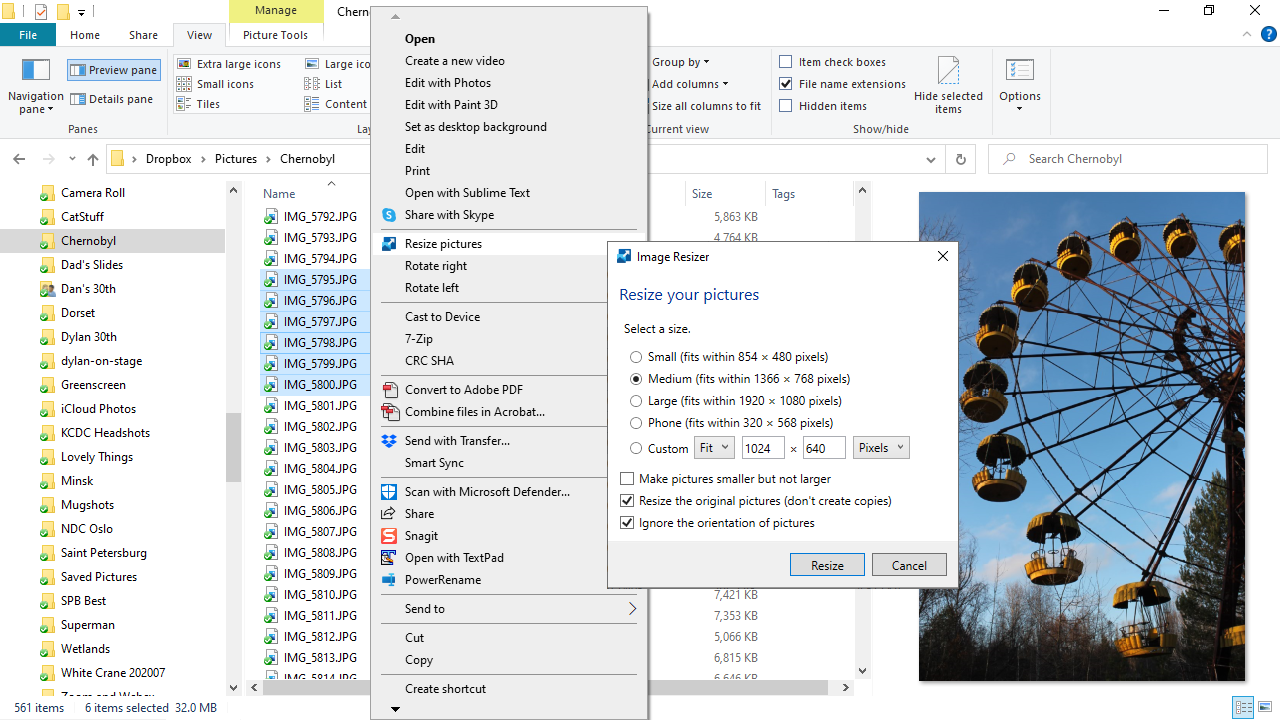 Manage
Cherno
File
Home
Share
View
Picture Tools
Navigation pane
Preview pane
Details pane
Panes
Extra large icons
Large ico
Small icons
List
Tiles
Content
Lay
Group by
Add columns
Size all columns to fit
Current view
Item check boxes
File name extensions
Hidden items
Hide selected items
Show/hide
Options
Dropbox > Pictures > Chernobyl
Search Chernobyl
Camera Roll
CatStuff
Chernobyl
Dad's Slides
Dan's 30th
Dorset
Dylan 30th
dylan-on-stage
Greenscreen
iCloud Photos
KCDC Headshots
Lovely Things
Minsk
Mugshots
NDC Oslo
Saint Petersburg
Saved Pictures
SPB Best
Superman
Wetlands
White Crane 202007
Zoom and Webex
Name
Size
Tags
IMG_5792.JPG
5,863 KB
IMG_5793.JPG
4,764 KB
IMG_5794.JPG
IMG_5795.JPG
IMG_5796.JPG
IMG_5797.JPG
IMG_5798.JPG
IMG_5799.JPG
IMG_5800.JPG
IMG_5801.JPG
IMG_5802.JPG
IMG_5803.JPG
IMG_5804.JPG
IMG_5805.JPG
IMG_5806.JPG
IMG_5807.JPG
IMG_5808.JPG
IMG_5809.JPG
IMG_5810.JPG
7,421 KB
IMG_5811.JPG
7,353 KB
IMG_5812.JPG
5,066 KB
IMG_5813.JPG
6,815 KB
IMG_5814.JPG
6,646 KB
Open
Create a new video
Edit with Photos
Edit with Paint 3D
Set as desktop background
Edit
Print
Open with Sublime Text
Share with Skype
Resize pictures
Rotate right
Rotate left
Cast to Device
7-Zip
CRC SHA
Convert to Adobe PDF
Combine files in Acrobat...
Send with Transfer...
Smart Sync
Scan with Microsoft Defender...
Share
Snagit
Open with TextPad
PowerRename
Send to
Cut
Copy
Create shortcut
Image Resizer
Resize your pictures
Select a size.
Small (fits within 854 × 480 pixels)
Medium (fits within 1366 × 768 pixels)
Large (fits within 1920 × 1080 pixels)
Phone (fits within 320 × 568 pixels)
Custom Fit 1024 × 640 Pixels
Make pictures smaller but not larger
Resize the original pictures (don't create copies)
Ignore the orientation of pictures
Resize
Cancel
561 items
6 items selected 32.0 MB